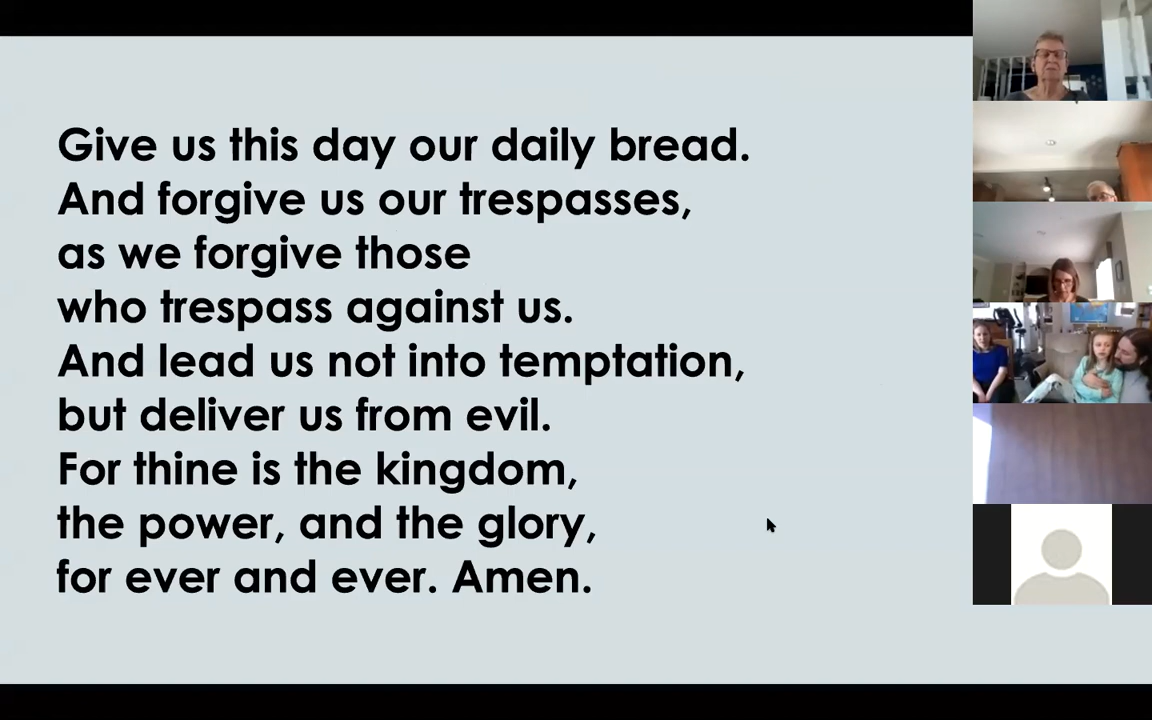 Give us this day our daily bread.
And forgive us our trespasses,
as we forgive those
who trespass against us.
And lead us not into temptation,
but deliver us from evil.
For thine is the kingdom,
the power, and the glory,
for ever and ever. Amen.